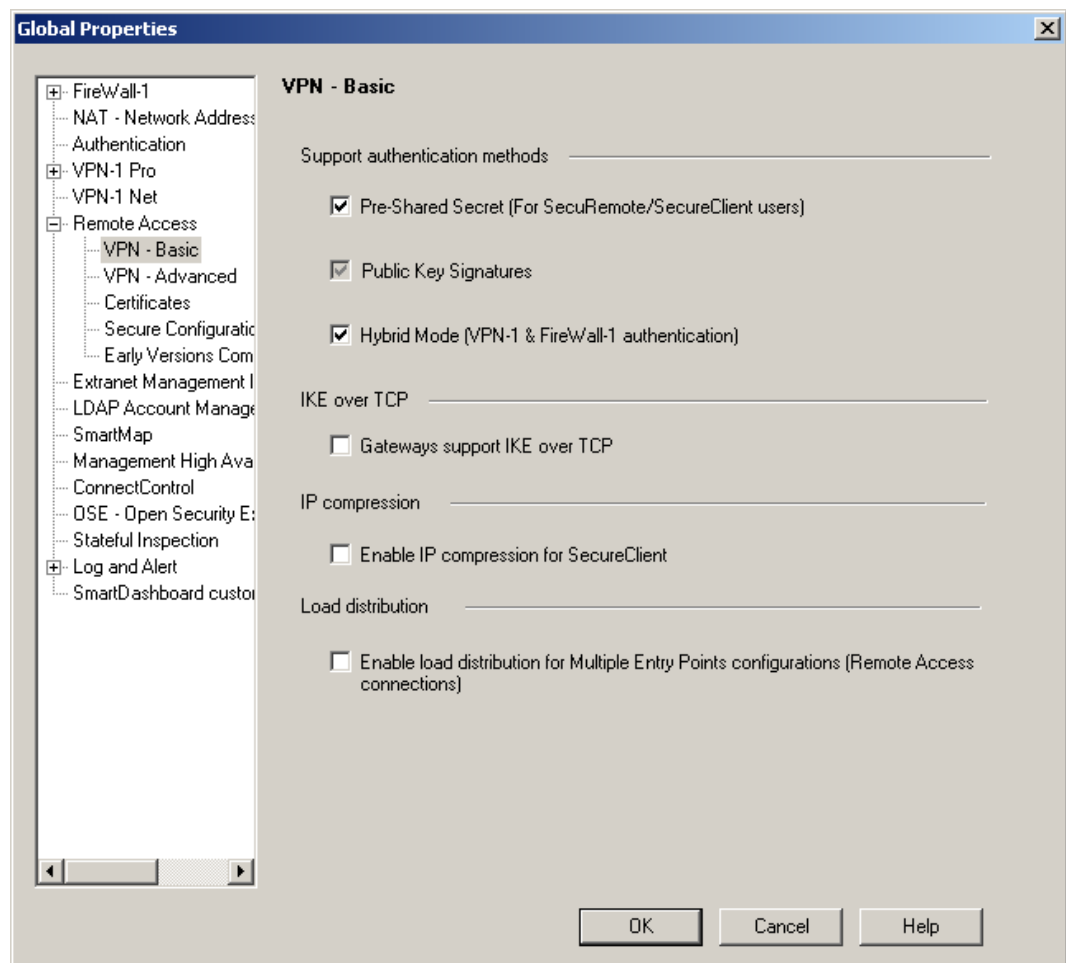 Global Properties
FireWall-1
NAT - Network Address
Authentication
VPN-1 Pro
VPN-1 Net
Remote Access
VPN - Basic
VPN - Advanced
Certificates
Secure Configuratic
Early Versions Com
Extranet Management I
LDAP Account Manage
SmartMap
Management High Ava
ConnectControl
OSE - Open Security E
Stateful Inspection
Log and Alert
SmartDashboard custo
VPN - Basic
Support authentication methods
Pre-Shared Secret (For SecuRemote/SecureClient users)
Public Key Signatures
Hybrid Mode (VPN-1 & FireWall-1 authentication)
IKE over TCP
Gateways support IKE over TCP
IP compression
Enable IP compression for SecureClient
Load distribution
Enable load distribution for Multiple Entry Points configurations (Remote Access
connections)
OK
Cancel
Help